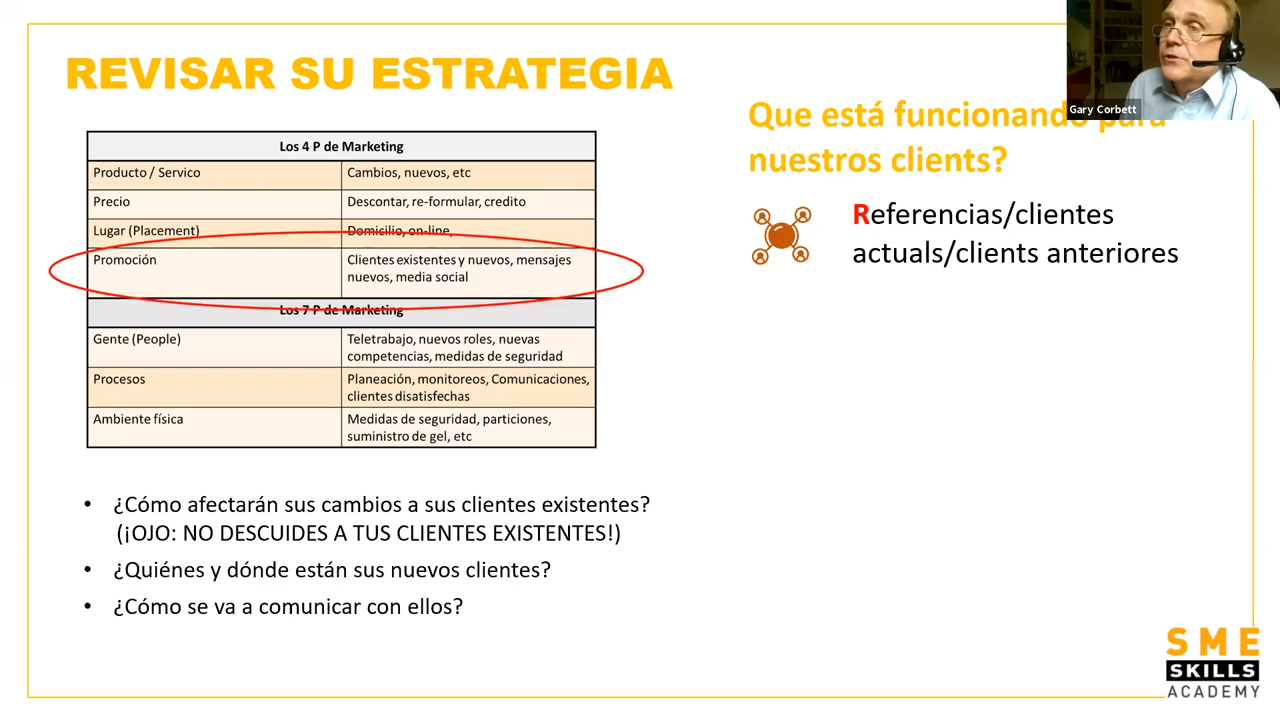 REVISAR SU ESTRATEGIA
Los 4 P de Marketing
Producto / Servico
Cambios, nuevos, etc
Precio
Descontar, re-formular, credito
Lugar (Placement)
Domicilio, on-line,
Promoción
Clientes existentes y nuevos, mensajes
nuevos, media social
Los 7 P de Marketing
Gente (People)
Teletrabajo, nuevos roles, nuevas
competencias, medidas de seguridad
Procesos
Planeación, monitoreos, Comunicaciones,
clientes disatisfechas
Ambiente física
Medidas de seguridad, particiones,
suministro de gel, etc
• ¿Cómo afectarán sus cambios a sus clientes existentes?
(¡OJO: NO DESCUIDES A TUS CLIENTES EXISTENTES!)
• ¿Quiénes y dónde están sus nuevos clientes?
• ¿Cómo se va a comunicar con ellos?
Gary Corbett
Que está funcionando para
nuestros clients?
Referencias/clientes
actuals/clients anteriores
SME
SKILLS
ACADEMY